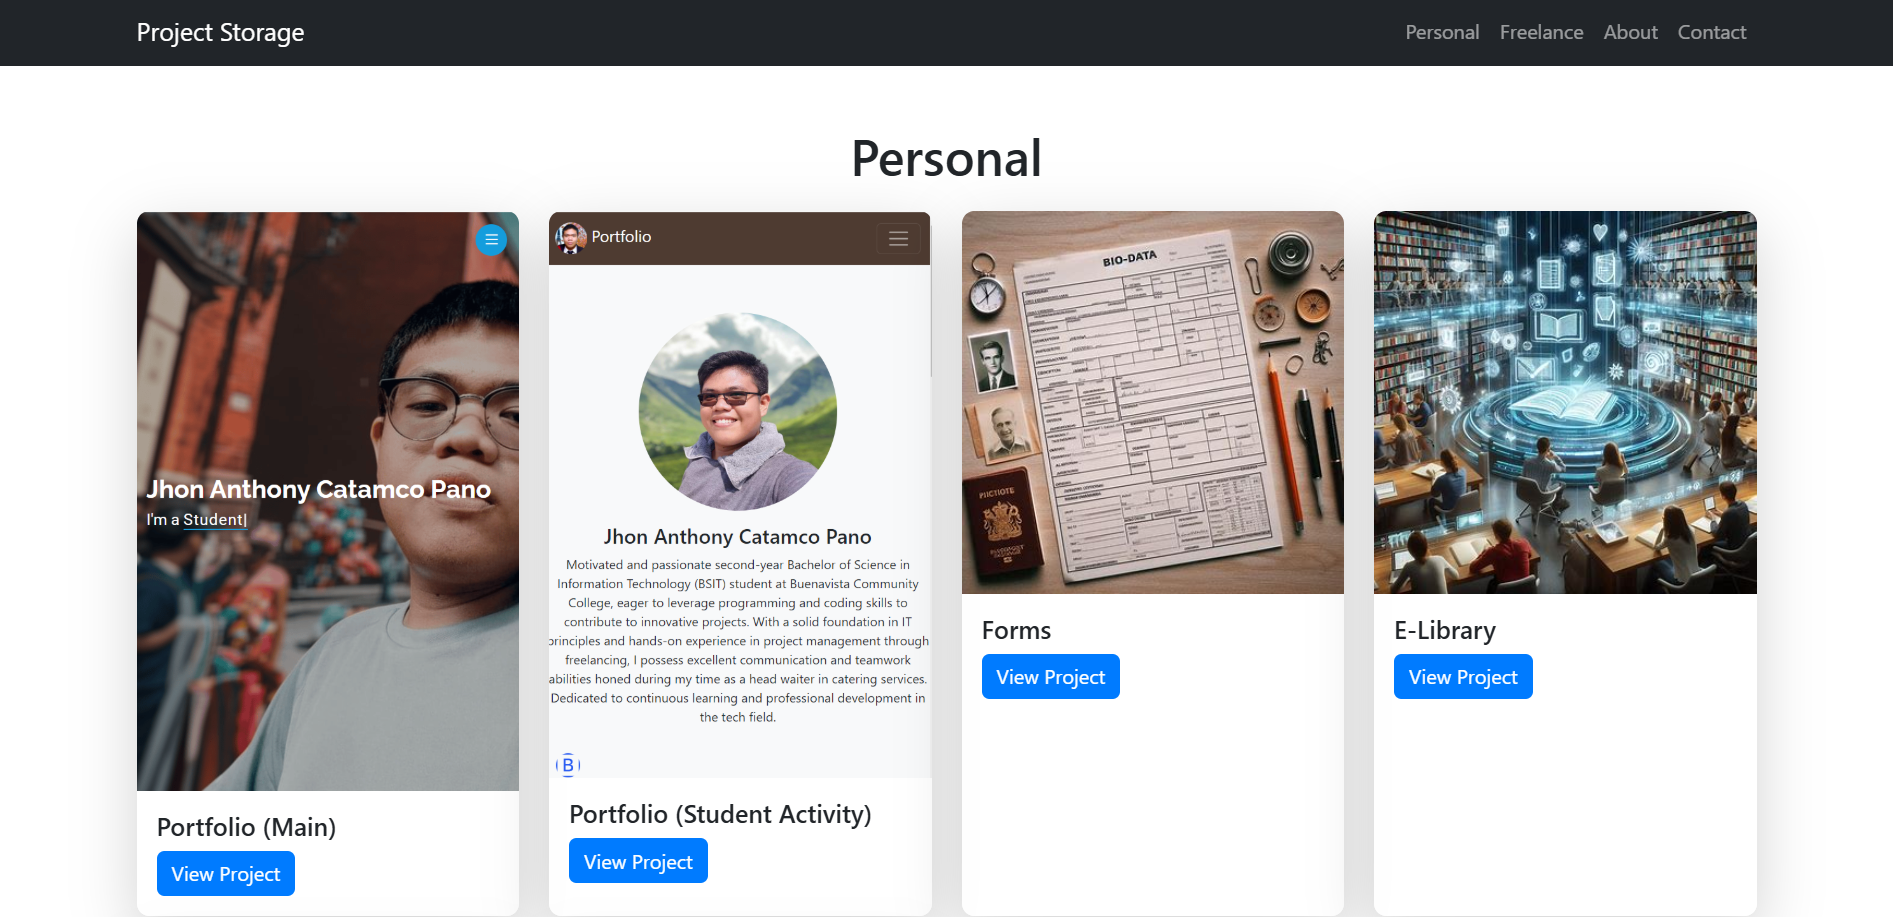 Project Storage
Personal Freelance About Contact
Personal
Jhon Anthony Catamco Pano
I'm a Student|
Portfolio (Main)
View Project
Portfolio
Jhon Anthony Catamco Pano
Motivated and passionate second-year Bachelor of Science in
Information Technology (BSIT) student at Buenavista Community
College, eager to leverage programming and coding skills to
contribute to innovative projects. With a solid foundation in IT
principles and hands-on experience in project management through
freelancing, I possess excellent communication and teamwork
abilities honed during my time as a head waiter in catering services.
Dedicated to continuous learning and professional development in
the tech field.
B
Portfolio (Student Activity)
View Project
BIO-DATA
Forms
View Project
E-Library
View Project